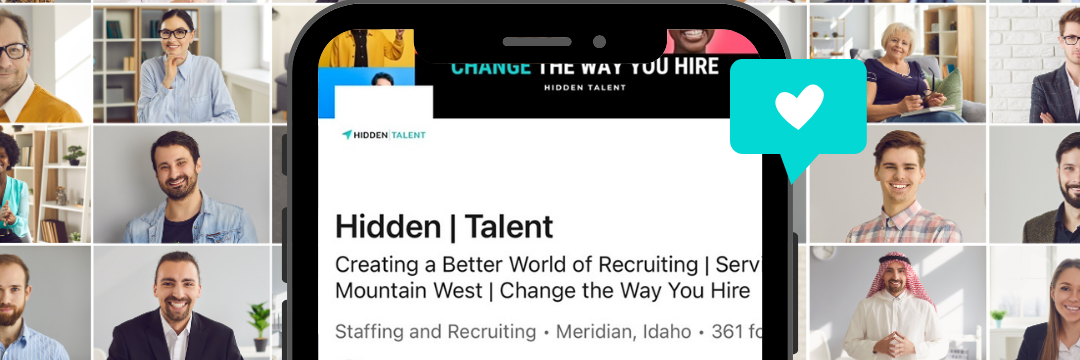 CHANGE THE WAY YOU HIRE
HIDDEN TALENT
HIDDEN|TALENT
Hidden | Talent
Creating a Better World of Recruiting | Servi
Mountain West | Change the Way You Hire
Staffing and Recruiting • Meridian, Idaho • 361 fo